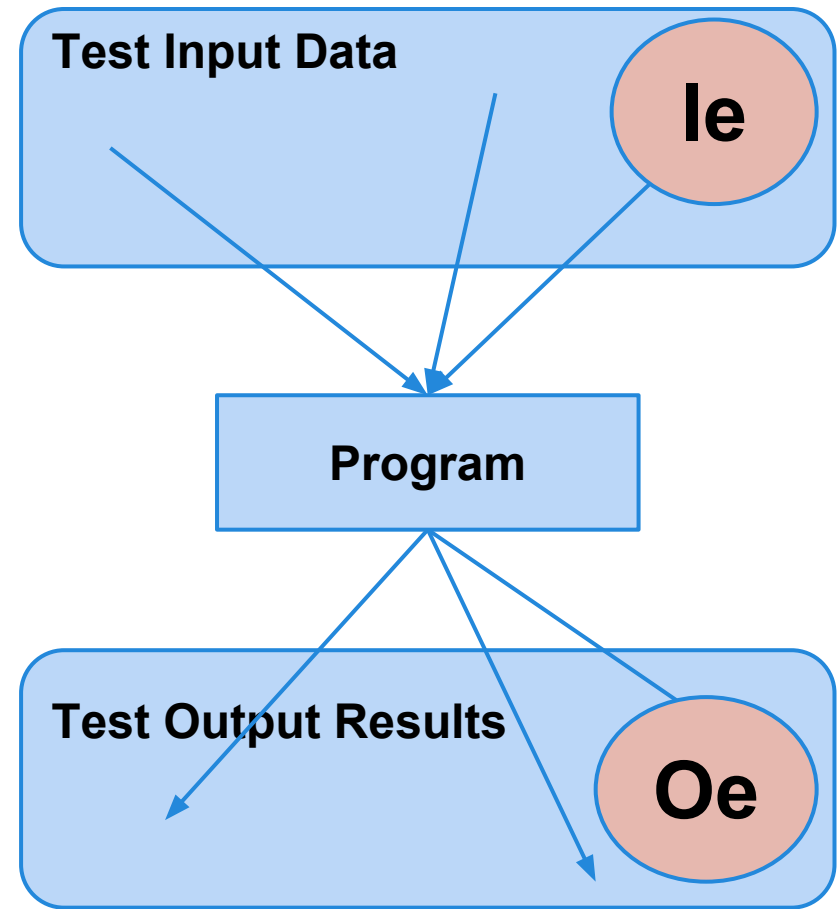 Test Input Data
Ie
Program
Test Output Results
Oe